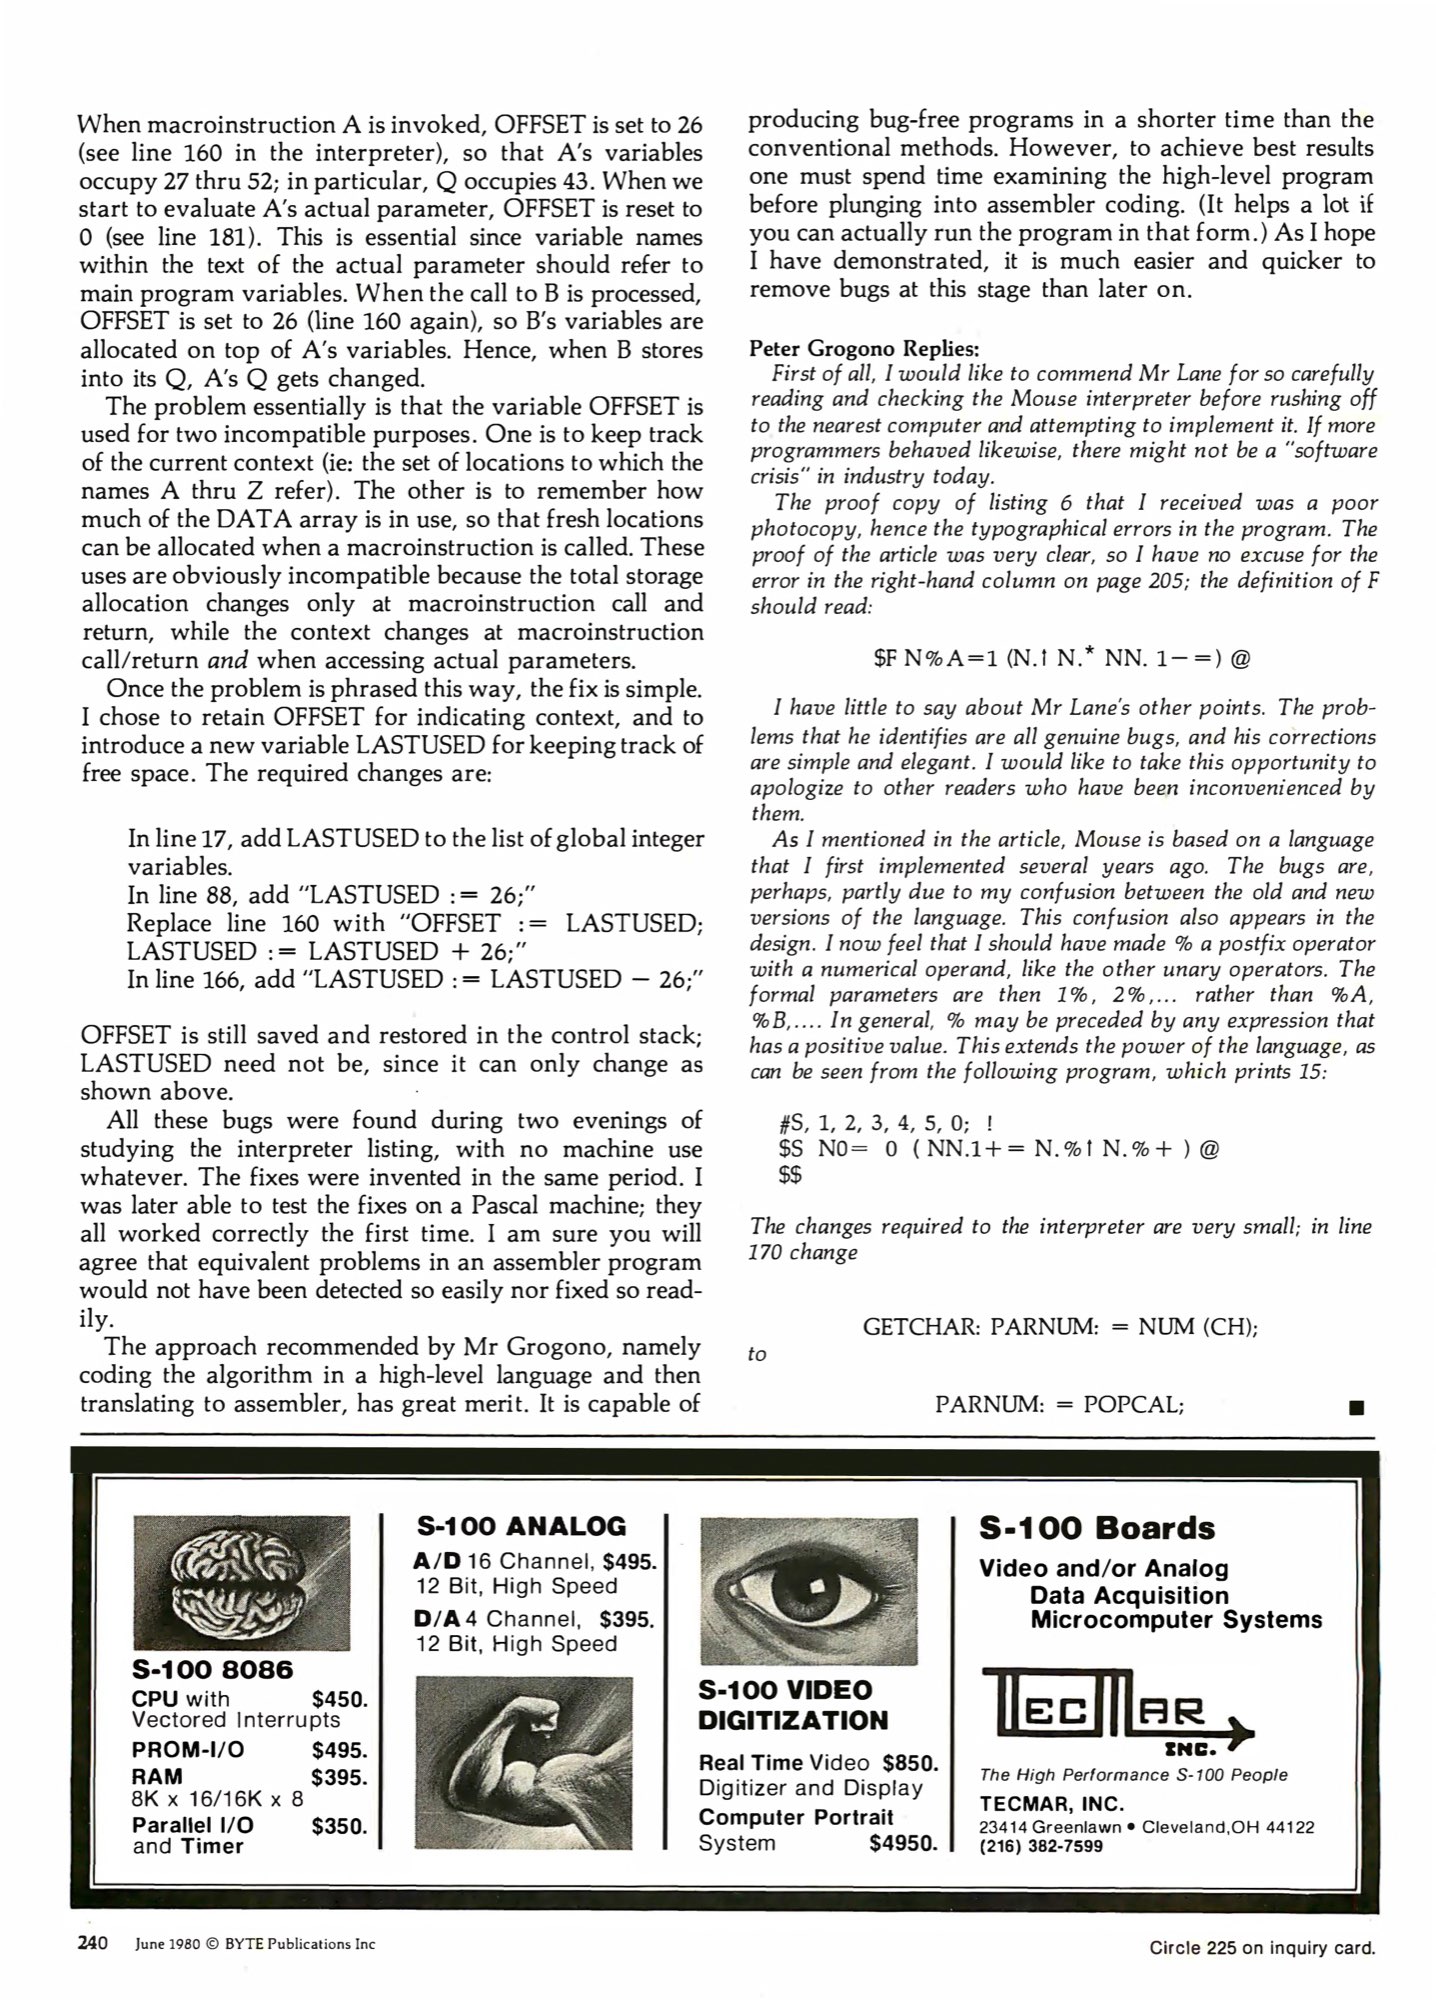 When macroinstruction A is invoked, OFFSET is set to 26
(see line 160 in the interpreter), so that A's variables
occupy 27 thru 52; in particular, Q occupies 43. When we
start to evaluate A's actual parameter, OFFSET is reset to
0 (see line 181). This is essential since variable names
within the text of the actual parameter should refer to
main program variables. When the call to B is processed,
OFFSET is set to 26 (line 160 again), so B's variables are
allocated on top of A's variables. Hence, when B stores
into its Q, A's Q gets changed.
The problem essentially is that the variable OFFSET is
used for two incompatible purposes. One is to keep track
of the current context (ie: the set of locations to which the
names A thru Z refer). The other is to remember how
much of the DATA array is in use, so that fresh locations
can be allocated when a macroinstruction is called. These
uses are obviously incompatible because the total storage
allocation changes only at macroinstruction call and
return, while the context changes at macroinstruction
call/return and when accessing actual parameters.
Once the problem is phrased this way, the fix is simple.
I chose to retain OFFSET for indicating context, and to
introduce a new variable LASTUSED for keeping track of
free space. The required changes are:
In line 17, add LASTUSED to the list of global integer
variables.
In line 88, add "LASTUSED := 26;"
Replace line 160 with "OFFSET := LASTUSED;
LASTUSED := LASTUSED + 26;"
In line 166, add "LASTUSED := LASTUSED − 26;"
OFFSET is still saved and restored in the control stack;
LASTUSED need not be, since it can only change as
shown above.
All these bugs were found during two evenings of
studying the interpreter listing, with no machine use
whatever. The fixes were invented in the same period. I
was later able to test the fixes on a Pascal machine; they
all worked correctly the first time. I am sure you will
agree that equivalent problems in an assembler program
would not have been detected so easily nor fixed so read-
ily.
The approach recommended by Mr Grogono, namely
coding the algorithm in a high-level language and then
translating to assembler, has great merit. It is capable of
producing bug-free programs in a shorter time than the
conventional methods. However, to achieve best results
one must spend time examining the high-level program
before plunging into assembler coding. (It helps a lot if
you can actually run the program in that form.) As I hope
I have demonstrated, it is much easier and quicker to
remove bugs at this stage than later on.
Peter Grogono Replies:
First of all, I would like to commend Mr Lane for so carefully
reading and checking the Mouse interpreter before rushing off
to the nearest computer and attempting to implement it. If more
programmers behaved likewise, there might not be a "software
crisis" in industry today.
The proof copy of listing 6 that I received was a poor
photocopy, hence the typographical errors in the program. The
proof of the article was very clear, so I have no excuse for the
error in the right-hand column on page 205; the definition of F
should read:
$F N%A=1 (N.↑ N.* NN. 1−=) @
I have little to say about Mr Lane's other points. The prob-
lems that he identifies are all genuine bugs, and his corrections
are simple and elegant. I would like to take this opportunity to
apologize to other readers who have been inconvenienced by
them.
As I mentioned in the article, Mouse is based on a language
that I first implemented several years ago. The bugs are,
perhaps, partly due to my confusion between the old and new
versions of the language. This confusion also appears in the
design. I now feel that I should have made % a postfix operator
with a numerical operand, like the other unary operators. The
formal parameters are then 1%, 2%,... rather than %A,
%B,.... In general, % may be preceded by any expression that
has a positive value. This extends the power of the language, as
can be seen from the following program, which prints 15:
#S, 1, 2, 3, 4, 5, 0; !
$S N0= 0 ( NN.1+= N.%↑ N.%+ ) @
$$
The changes required to the interpreter are very small; in line
170 change
GETCHAR: PARNUM: = NUM (CH);
to
PARNUM: = POPCAL; ■
S-100 8086
CPU with $450.
Vectored Interrupts
PROM-I/O $495.
RAM $395.
8K x 16/16K x 8
Parallel I/O $350.
and Timer
S-100 ANALOG
A/D 16 Channel, $495.
12 Bit, High Speed
D/A 4 Channel, $395.
12 Bit, High Speed
S-100 VIDEO
DIGITIZATION
Real Time Video $850.
Digitizer and Display
Computer Portrait
System $4950.
S-100 Boards
Video and/or Analog
Data Acquisition
Microcomputer Systems
TECMAR
INC.
The High Performance S-100 People
TECMAR, INC.
23414 Greenlawn • Cleveland,OH 44122
(216) 382-7599
240 June 1980 © BYTE Publications Inc
Circle 225 on inquiry card.